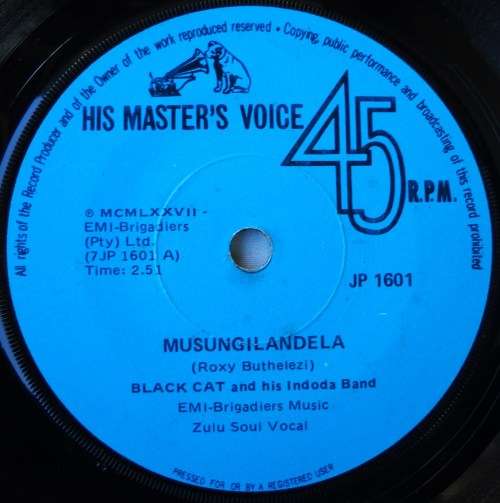 All rights of the Record Producer and of the Owner of the work reproduced reserved • Copying, public performance and broadcasting of this record prohibited
HIS MASTER'S VOICE
45
R.P.M.
℗ MCMLXXVII -
EMI-Brigadiers
(Pty) Ltd.
(7JP 1601 A)
Time: 2.51
JP 1601
MUSUNGILANDELA
(Roxy Buthelezi)
BLACK CAT and his Indoda Band
EMI-Brigadiers Music
Zulu Soul Vocal
PRESSED FOR OR BY A REGISTERED USER